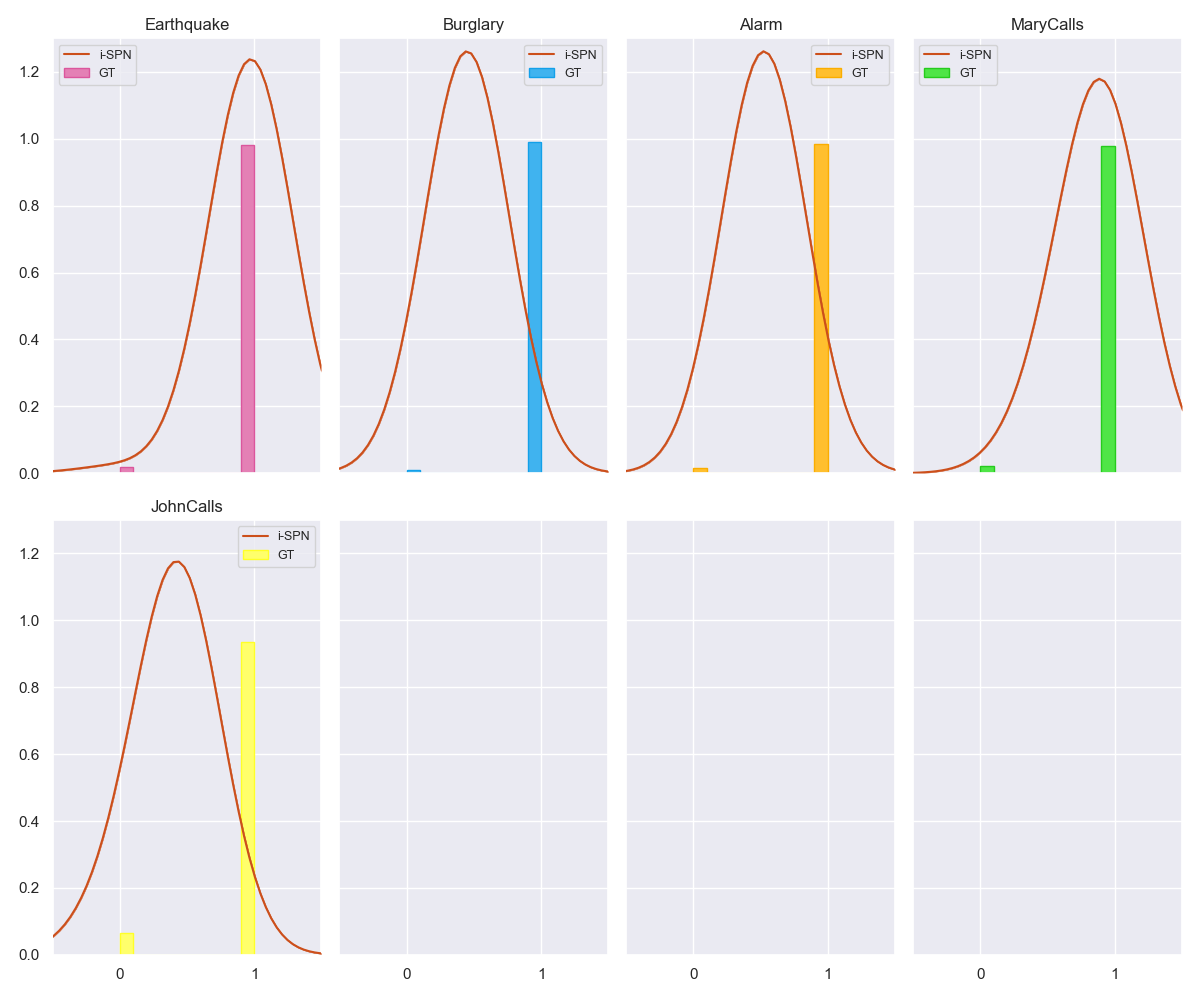 Earthquake
i-SPN
GT
1.2
1.0
0.8
0.6
0.4
0.2
0.0
Burglary
i-SPN
GT
Alarm
i-SPN
GT
MaryCalls
i-SPN
GT
JohnCalls
i-SPN
GT
1.2
1.0
0.8
0.6
0.4
0.2
0.0
0 1
0 1
0 1
0 1